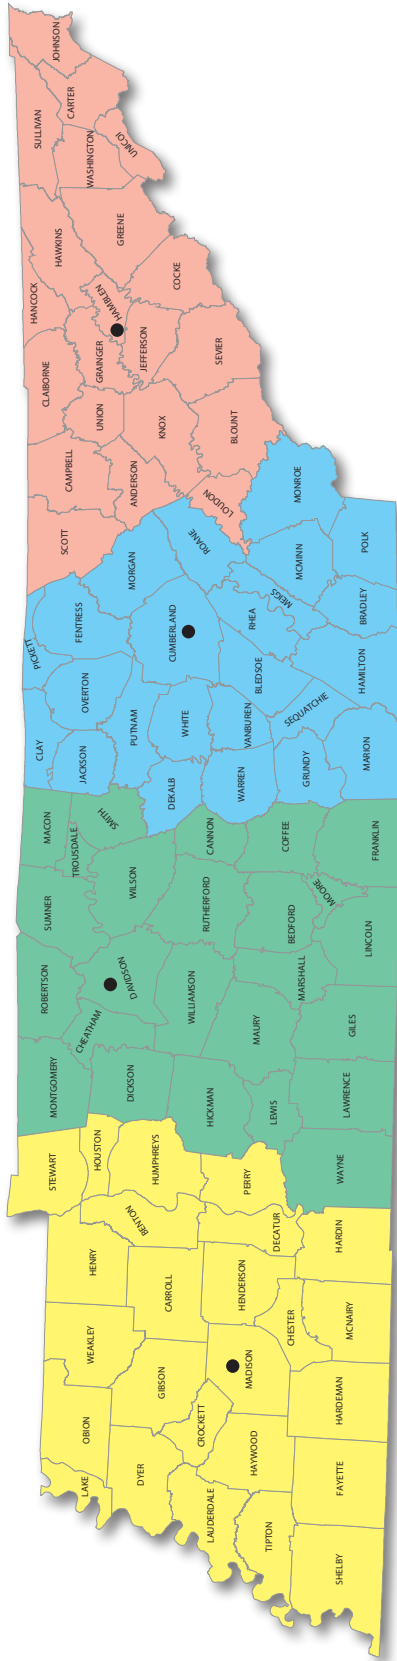 JOHNSON
CARTER
SULLIVAN
UNICOI
WASHINGTON
GREENE
HAWKINS
COCKE
HANCOCK
HAMBLEN
JEFFERSON
SEVIER
GRAINGER
CLAIBORNE
UNION
KNOX
BLOUNT
CAMPBELL
ANDERSON
LOUDON
SCOTT
MONROE
ROANE
POLK
MCMINN
MORGAN
MEIGS
BRADLEY
RHEA
CUMBERLAND
FENTRESS
PICKETT
HAMILTON
BLEDSOE
OVERTON
SEQUATCHIE
PUTNAM
WHITE
VANBUREN
CLAY
JACKSON
MARION
GRUNDY
WARREN
DEKALB
SMITH
MACON
TROUSDALE
CANNON
COFFEE
FRANKLIN
WILSON
MOORE
RUTHERFORD
SUMNER
BEDFORD
LINCOLN
DAVIDSON
ROBERTSON
MARSHALL
WILLIAMSON
CHEATHAM
MAURY
GILES
DICKSON
MONTGOMERY
HICKMAN
LEWIS
LAWRENCE
HOUSTON
HUMPHREYS
STEWART
PERRY
WAYNE
BENTON
DECATUR
HARDIN
HENRY
CARROLL
HENDERSON
CHESTER
MCNAIRY
WEAKLEY
GIBSON
MADISON
HARDEMAN
CROCKETT
OBION
HAYWOOD
DYER
LAKE
FAYETTE
LAUDERDALE
TIPTON
SHELBY